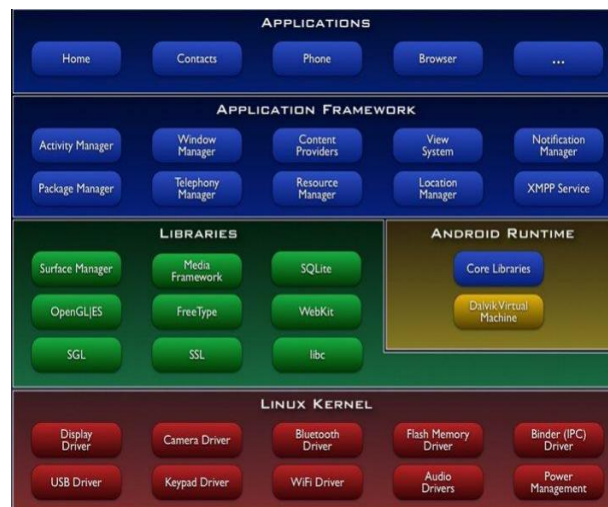 APPLICATIONS
Home
Contacts
Phone
Browser
...
APPLICATION FRAMEWORK
Activity Manager
Window
Manager
Content
Providers
View
System
Notification
Manager
Package Manager
Telephony
Manager
Resource
Manager
Location
Manager
XMPP Service
LIBRARIES
Surface Manager
Media
Framework
SQLite
OpenGL|ES
FreeType
WebKit
SGL
SSL
libc
ANDROID RUNTIME
Core Libraries
Dalvik Virtual
Machine
LINUX KERNEL
Display
Driver
Camera Driver
Bluetooth
Driver
Flash Memory
Driver
Binder (IPC)
Driver
USB Driver
Keypad Driver
WiFi Driver
Audio
Drivers
Power
Management